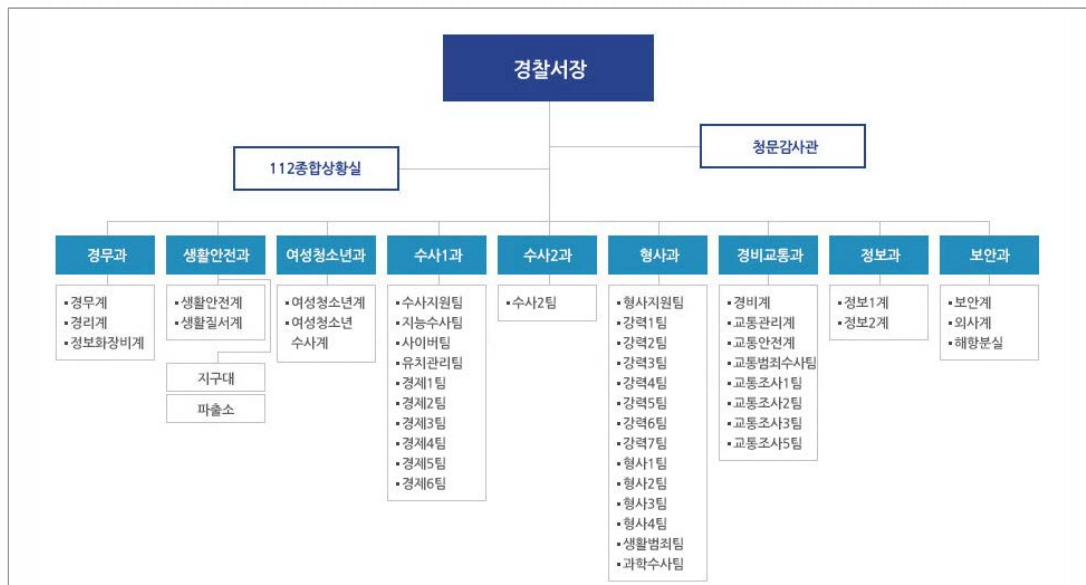 경찰서장
청문감사관
112종합상황실
경무과
▪경무계
▪경리계
▪정보화장비계
생활안전과
▪생활안전계
▪생활질서계
지구대
파출소
여성청소년과
▪여성청소년계
▪여성청소년
수사계
수사1과
▪수사지원팀
▪지능수사팀
▪사이버팀
▪유치관리팀
▪경제1팀
▪경제2팀
▪경제3팀
▪경제4팀
▪경제5팀
▪경제6팀
수사2과
▪수사2팀
형사과
▪형사지원팀
▪강력1팀
▪강력2팀
▪강력3팀
▪강력4팀
▪강력5팀
▪강력6팀
▪강력7팀
▪형사1팀
▪형사2팀
▪형사3팀
▪형사4팀
▪생활범죄팀
▪과학수사팀
경비교통과
▪경비계
▪교통관리계
▪교통안전계
▪교통범죄수사팀
▪교통조사1팀
▪교통조사2팀
▪교통조사3팀
▪교통조사5팀
정보과
▪정보1계
▪정보2계
보안과
▪보안계
▪외사계
▪해항분실